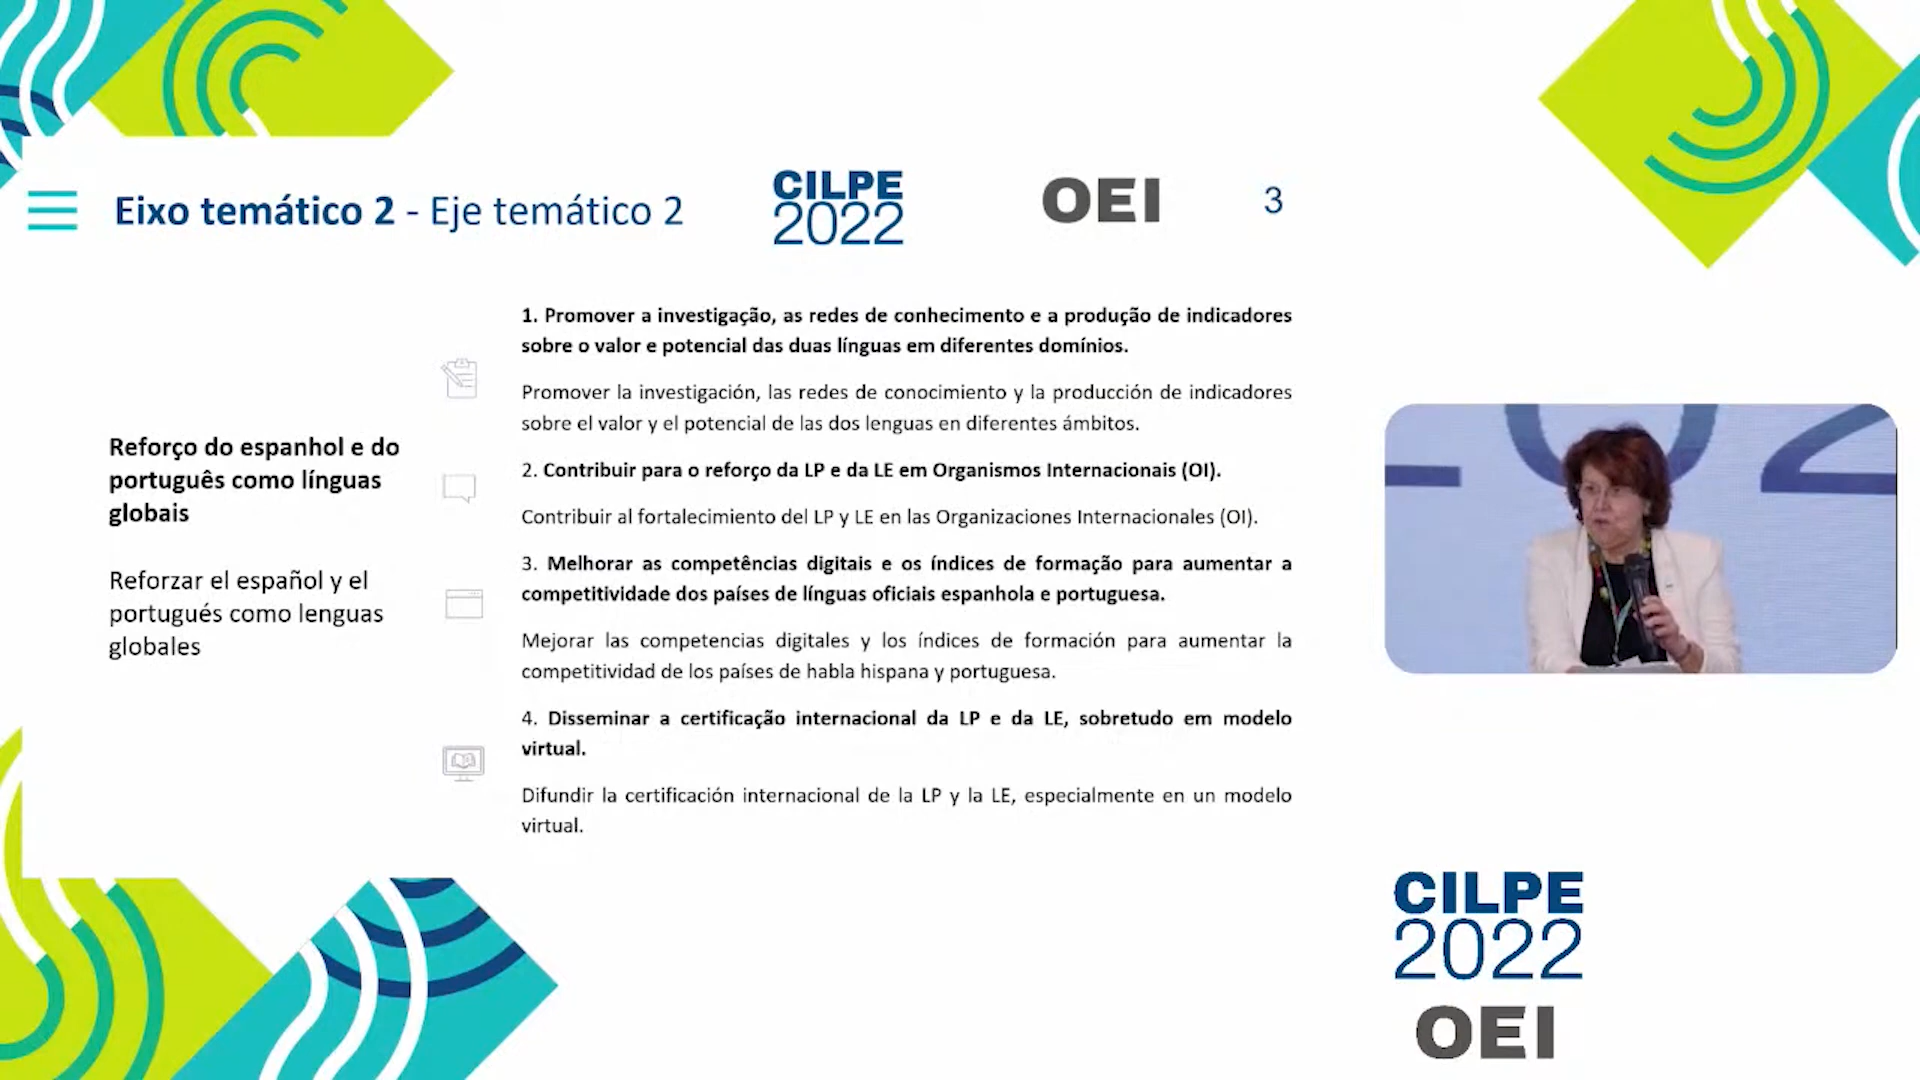 Eixo temático 2 - Eje temático 2
CILPE
2022
OEI
3
Reforço do espanhol e do
português como línguas
globais
Reforzar el español y el
portugués como lenguas
globales
1. Promover a investigação, as redes de conhecimento e a produção de indicadores
sobre o valor e potencial das duas línguas em diferentes domínios.
Promover la investigación, las redes de conocimiento y la producción de indicadores
sobre el valor y el potencial de las dos lenguas en diferentes ámbitos.
2. Contribuir para o reforço da LP e da LE em Organismos Internacionais (OI).
Contribuir al fortalecimiento del LP y LE en las Organizaciones Internacionales (OI).
3. Melhorar as competências digitais e os índices de formação para aumentar a
competitividade dos países de línguas oficiais espanhola e portuguesa.
Mejorar las competencias digitales y los índices de formación para aumentar la
competitividad de los países de habla hispana y portuguesa.
4. Disseminar a certificação internacional da LP e da LE, sobretudo em modelo
virtual.
Difundir la certificación internacional de la LP y la LE, especialmente en un modelo
virtual.
CILPE
2022
OEI